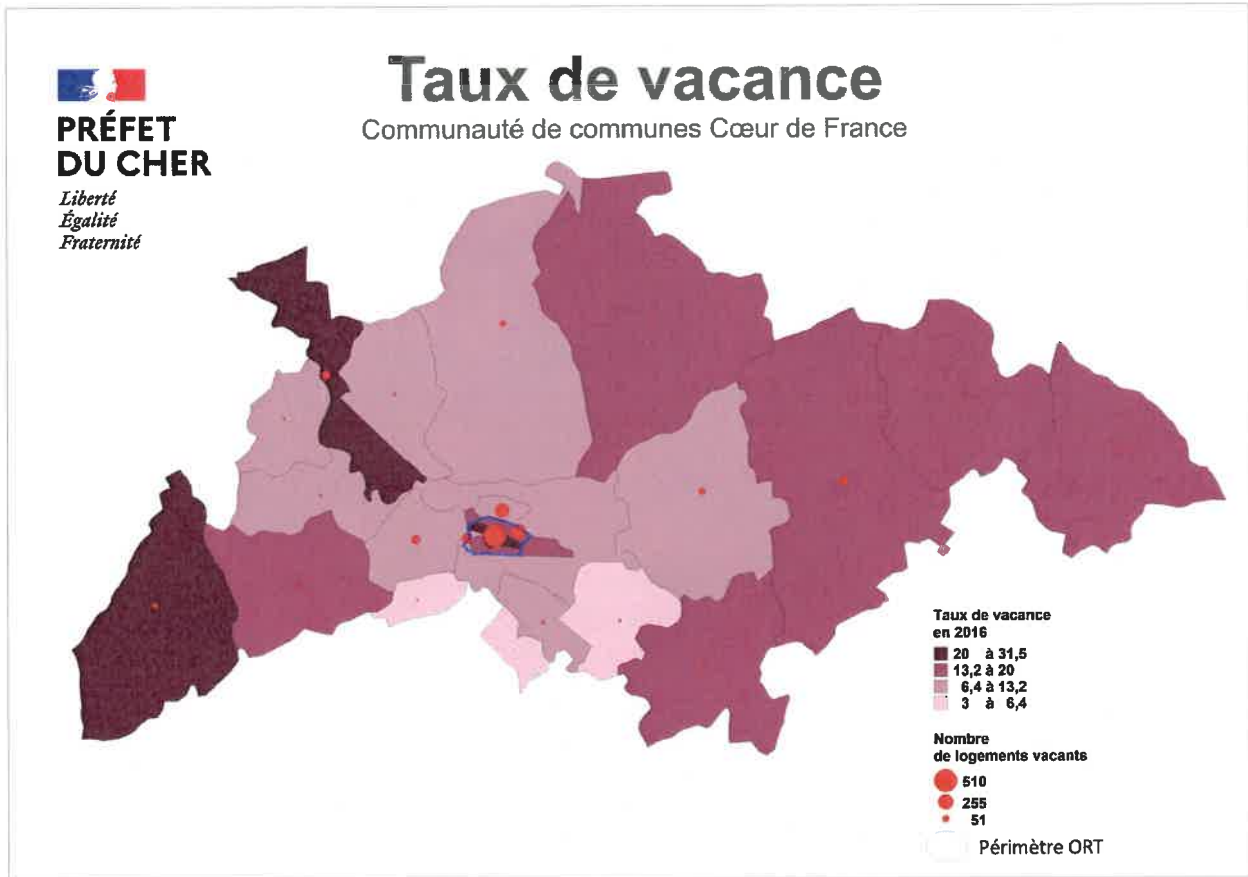 PRÉFET
DU CHER
Liberté
Égalité
Fraternité
Taux de vacance
Communauté de communes Cœur de France
Taux de vacance
en 2016
20 à 31,5
13,2 à 20
6,4 à 13,2
3 à 6,4
Nombre
de logements vacants
510
255
51
Périmètre ORT